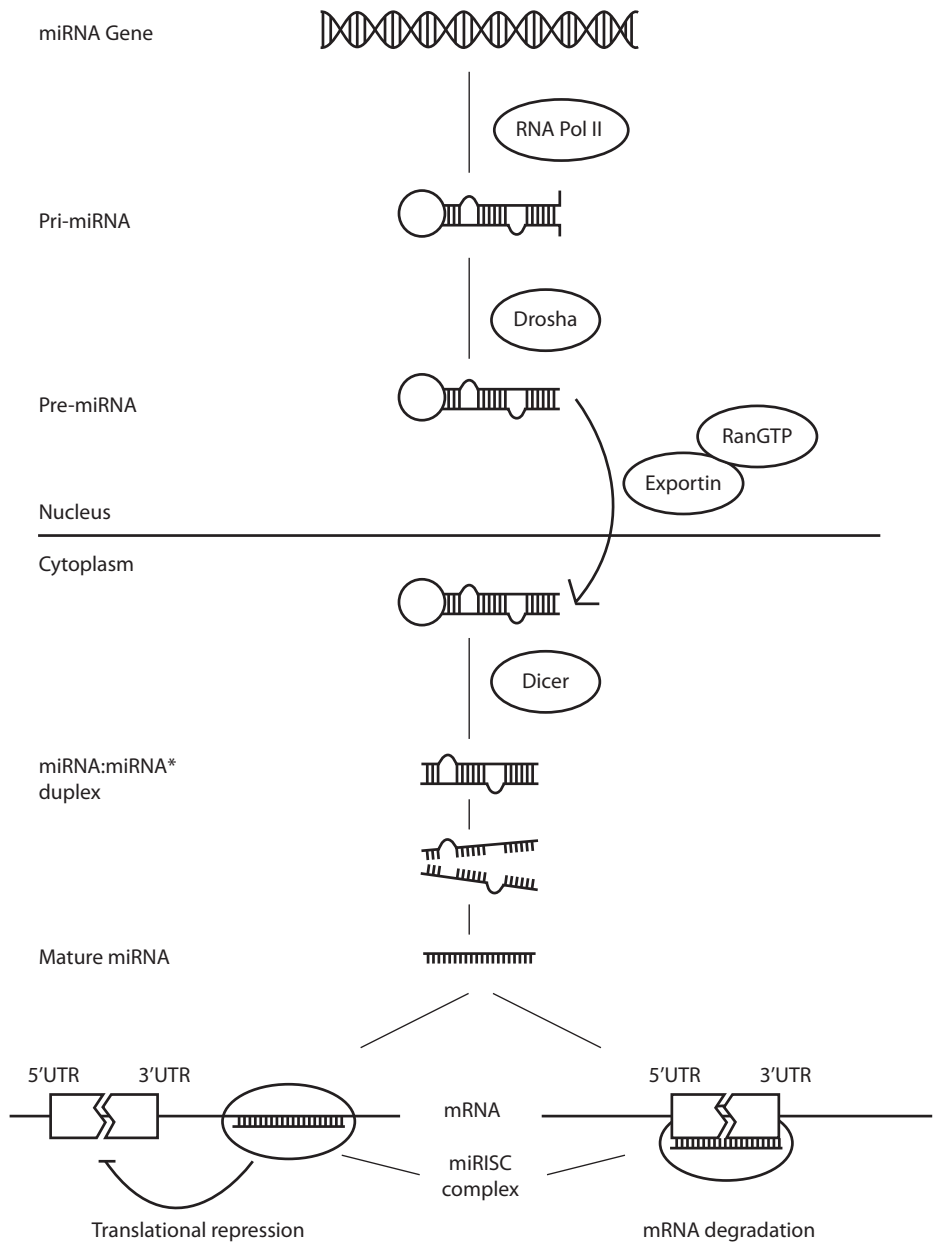 miRNA Gene
RNA Pol II
Pri-miRNA
Drosha
Pre-miRNA
RanGTP
Exportin
Nucleus
Cytoplasm
Dicer
miRNA:miRNA*
duplex
Mature miRNA
5’UTR 3’UTR 5’UTR 3’UTR
mRNA
miRISC
complex
Translational repression mRNA degradation